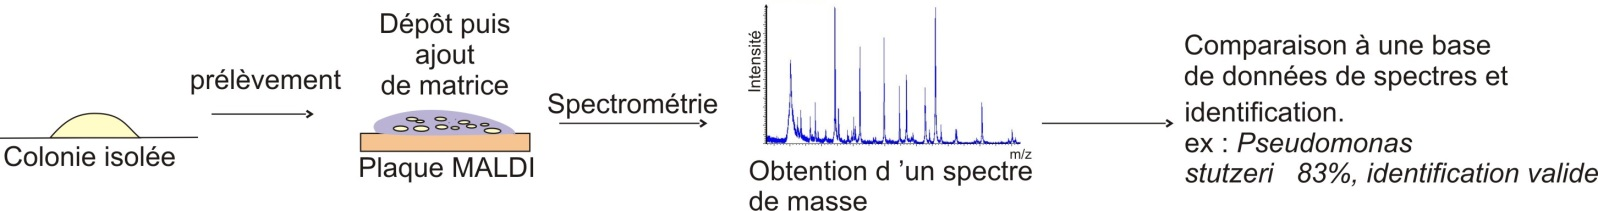 Colonie isolée
prélèvement
Dépôt puis
ajout
de matrice
Plaque MALDI
Spectrométrie
Intensité
m/z
Obtention d ’un spectre
de masse
Comparaison à une base
de données de spectres et
identification.
ex : Pseudomonas
stutzeri 83%, identification valide